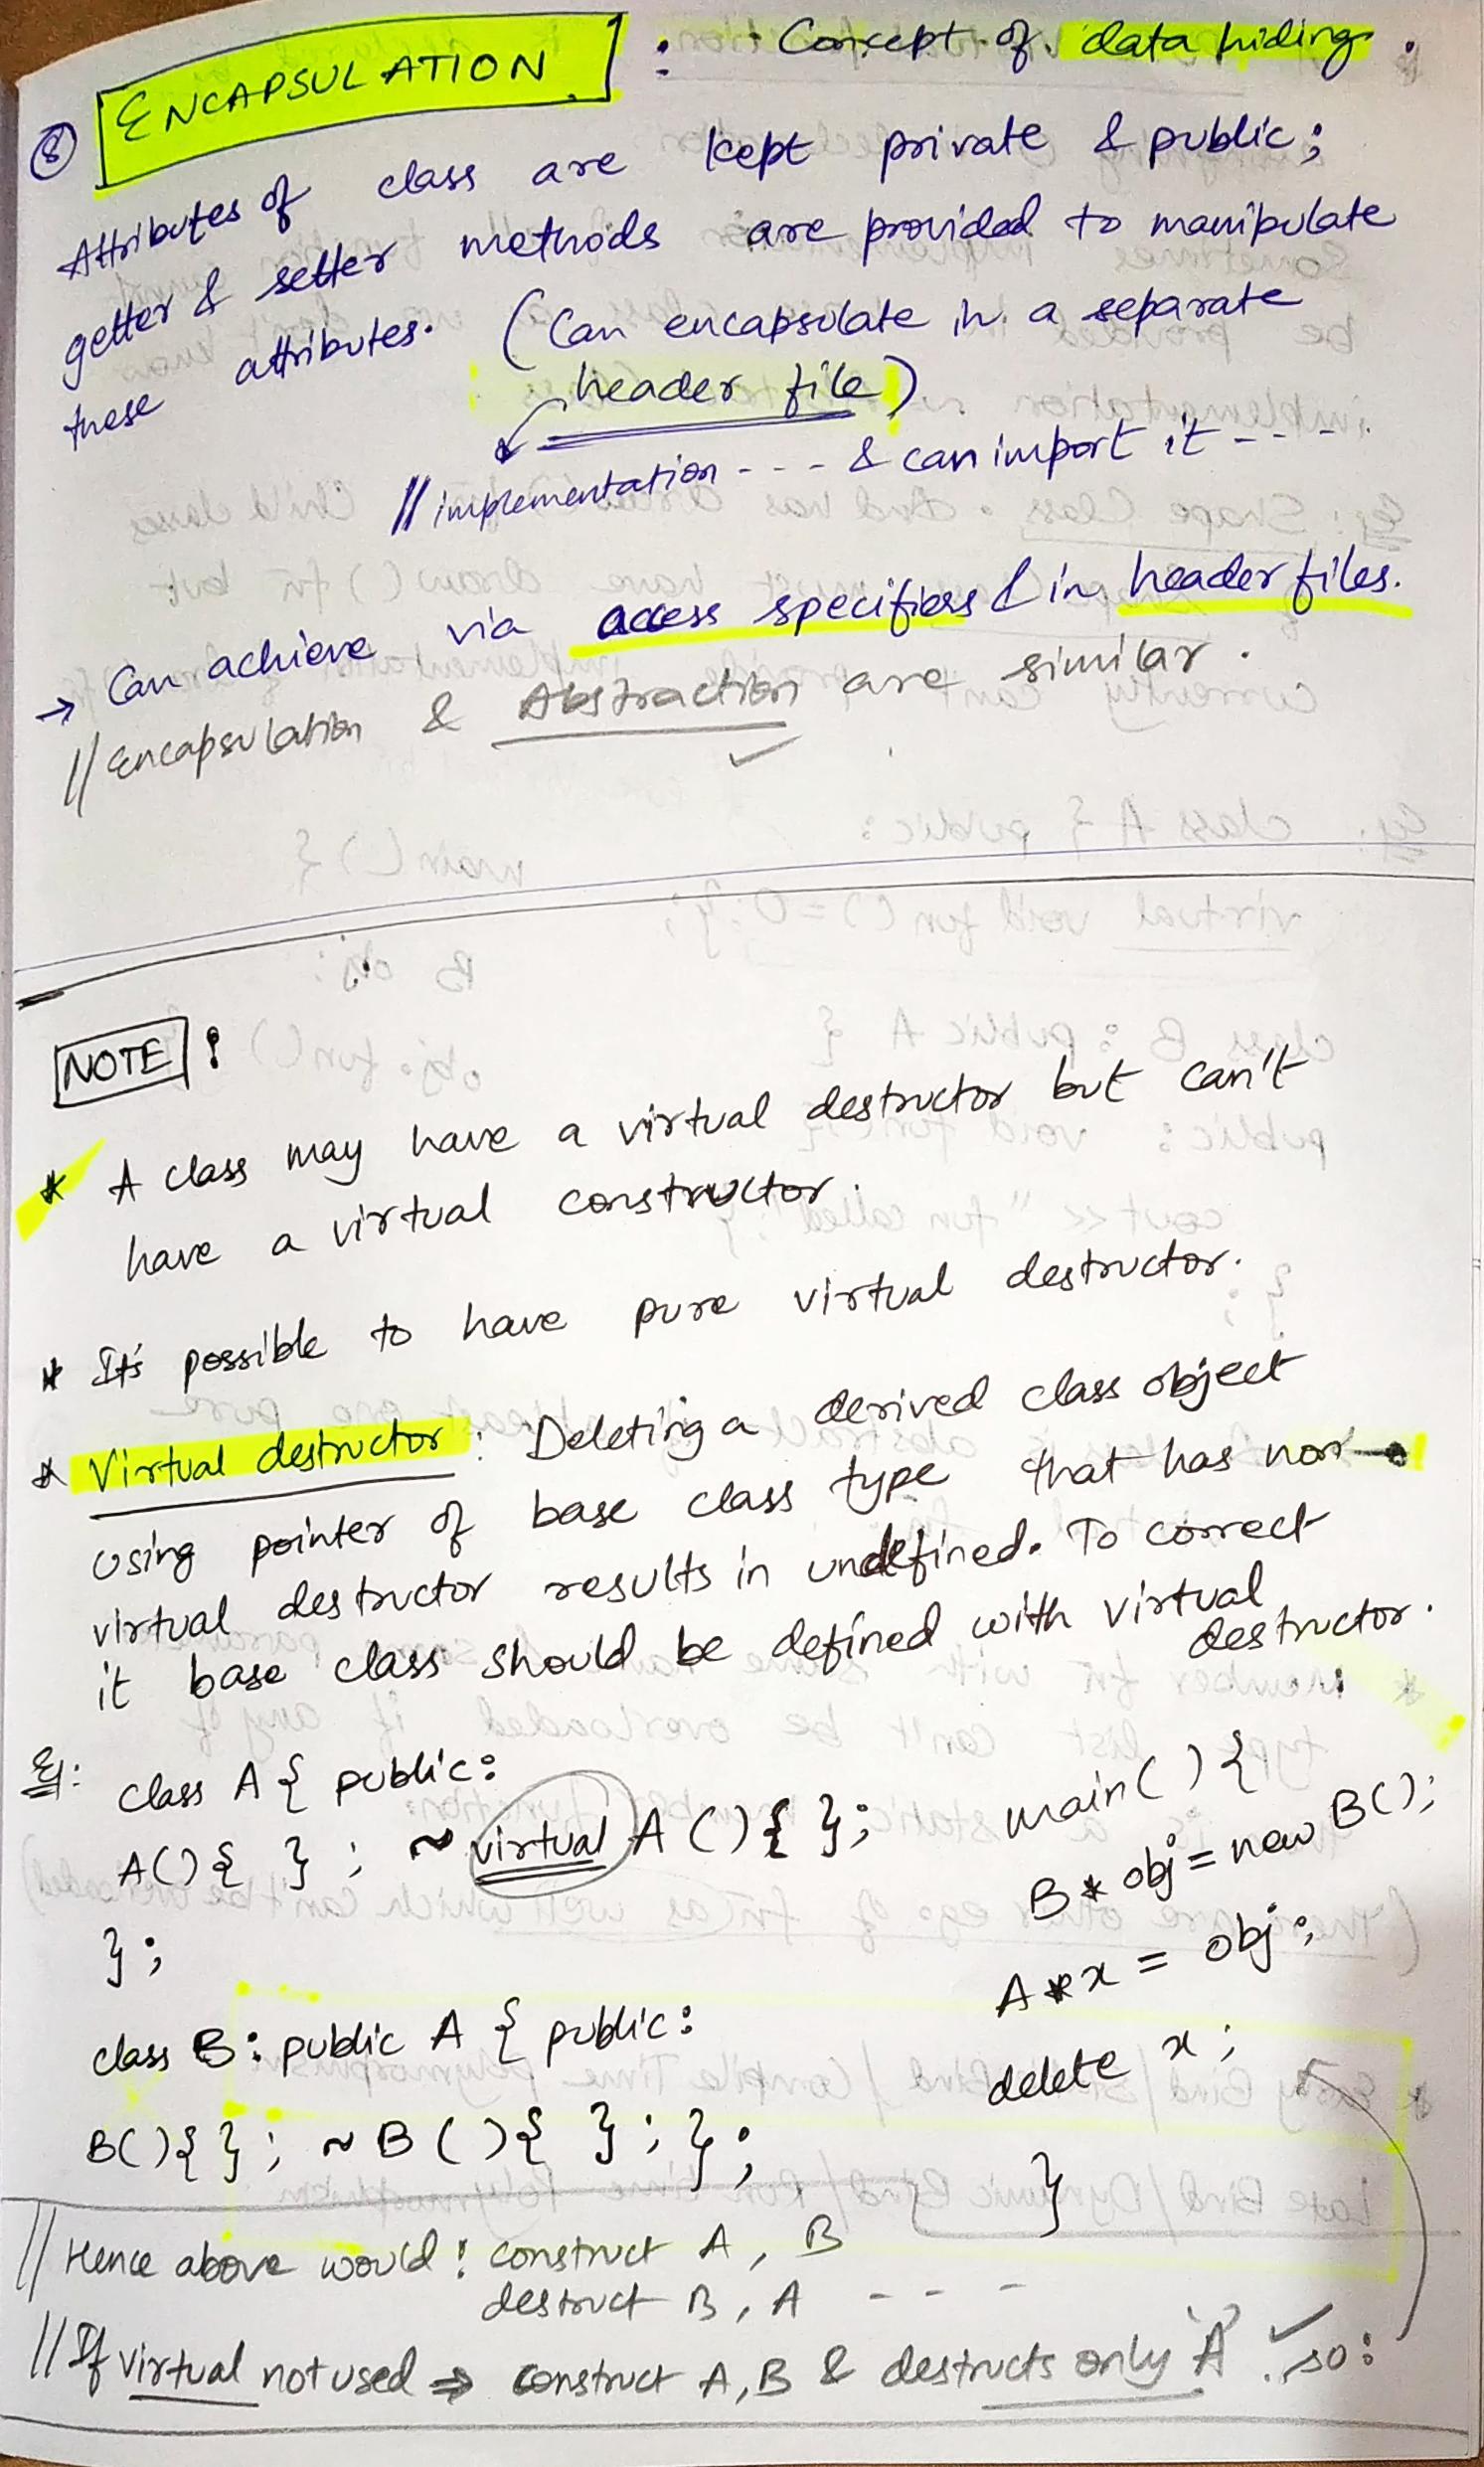 ⑧ ENCAPSULATION : Concept of data hiding.
Attributes of class are kept private & public;
getter & setter methods are provided to manipulate
these attributes. (Can encapsulate in a separate
header file)
// implementation - - - & can import it - - - .
→ Can achieve via access specifiers & in header files.
// Encapsulation & Abstraction are similar.
NOTE :
* A class may have a virtual destructor but can't
have a virtual constructor.
* It's possible to have pure virtual destructor.
* Virtual destructor : Deleting a derived class object
using pointer of base class type that has non-
virtual destructor results in undefined. To correct
it base class should be defined with virtual
destructor.
Eg: class A { public:
A(){ } ; ~ virtual A(){ };
};
class B: public A { public:
B(){ }; ~B(){ }; };
main(){
B* obj = new B();
A*x = obj;
delete x;
}
// Hence above would : construct A, B
destruct B, A - - -
// If virtual not used ⇒ construct A, B & destructs only 'A' . so: